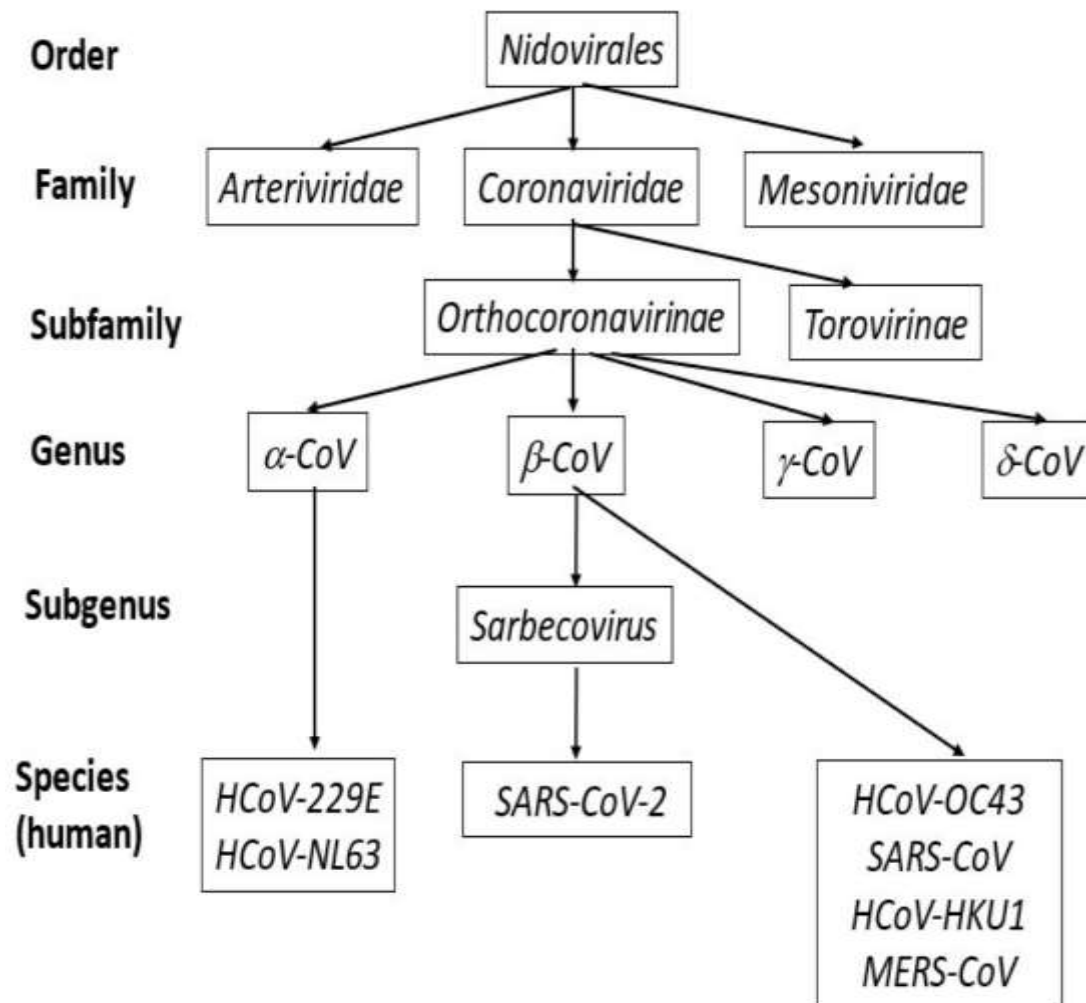 Order
Nidovirales
Family
Arteriviridae
Coronaviridae
Mesoniviridae
Subfamily
Orthocoronavirinae
Torovirinae
Genus
α-CoV
β-CoV
γ-CoV
δ-CoV
Subgenus
Sarbecovirus
Species
(human)
HCoV-229E
HCoV-NL63
SARS-CoV-2
HCoV-OC43
SARS-CoV
HCoV-HKU1
MERS-CoV